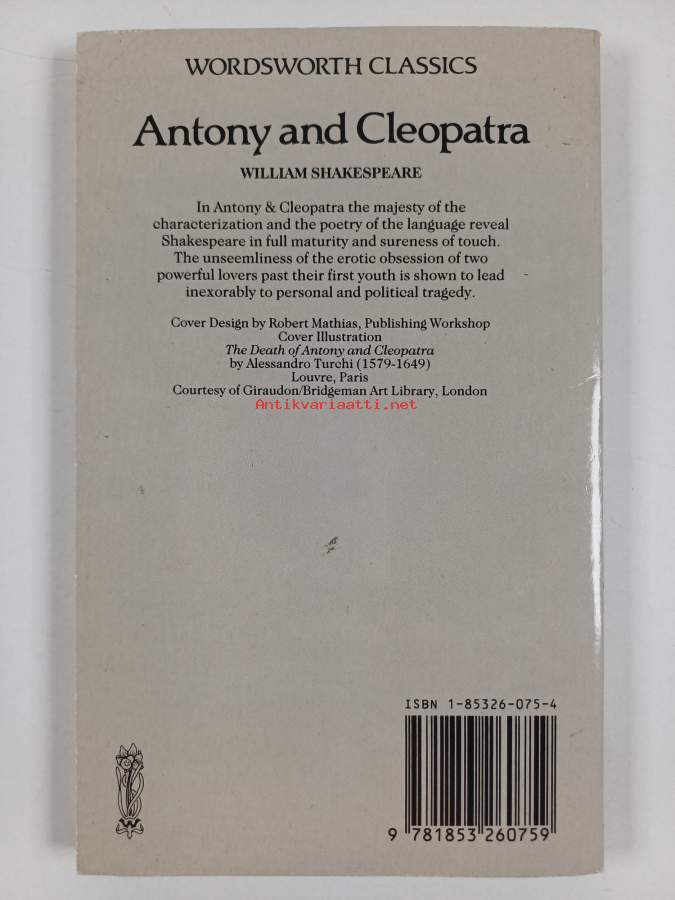 WORDSWORTH CLASSICS
Antony and Cleopatra
WILLIAM SHAKESPEARE
In Antony & Cleopatra the majesty of the
characterization and the poetry of the language reveal
Shakespeare in full maturity and sureness of touch.
The unseemliness of the erotic obsession of two
powerful lovers past their first youth is shown to lead
inexorably to personal and political tragedy.
Cover Design by Robert Mathias, Publishing Workshop
Cover Illustration
The Death of Antony and Cleopatra
by Alessandro Turchi (1579-1649)
Louvre, Paris
Courtesy of Giraudon/Bridgeman Art Library, London
Antikvariaatti.net
ISBN 1-85326-075-4
9 781853 260759
W